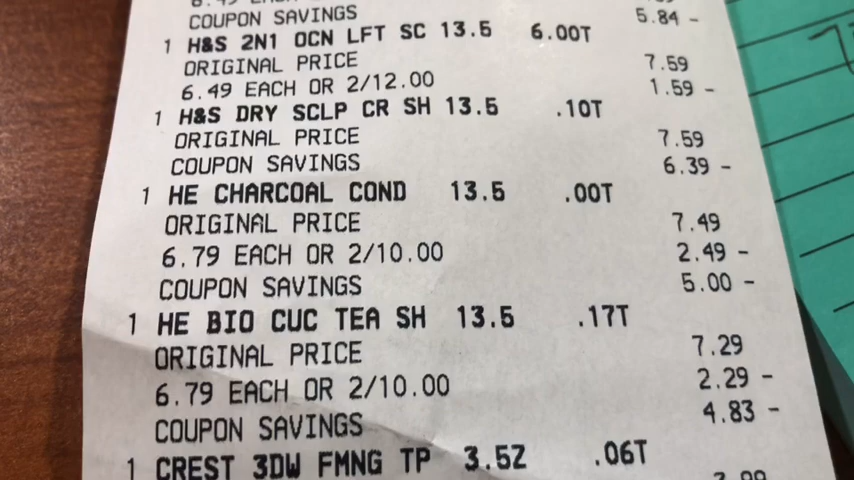 COUPON SAVINGS 5.84 -
1 H&S 2N1 OCN LFT SC 13.5 6.00T
ORIGINAL PRICE 7.59
6.49 EACH OR 2/12.00 1.59 -
1 H&S DRY SCLP CR SH 13.5 .10T
ORIGINAL PRICE 7.59
COUPON SAVINGS 6.39 -
1 HE CHARCOAL COND 13.5 .00T
ORIGINAL PRICE 7.49
6.79 EACH OR 2/10.00 2.49 -
COUPON SAVINGS 5.00 -
1 HE BIO CUC TEA SH 13.5 .17T
ORIGINAL PRICE 7.29
6.79 EACH OR 2/10.00 2.29 -
COUPON SAVINGS 4.83 -
1 CREST 3DW FMNG TP 3.5Z .06T